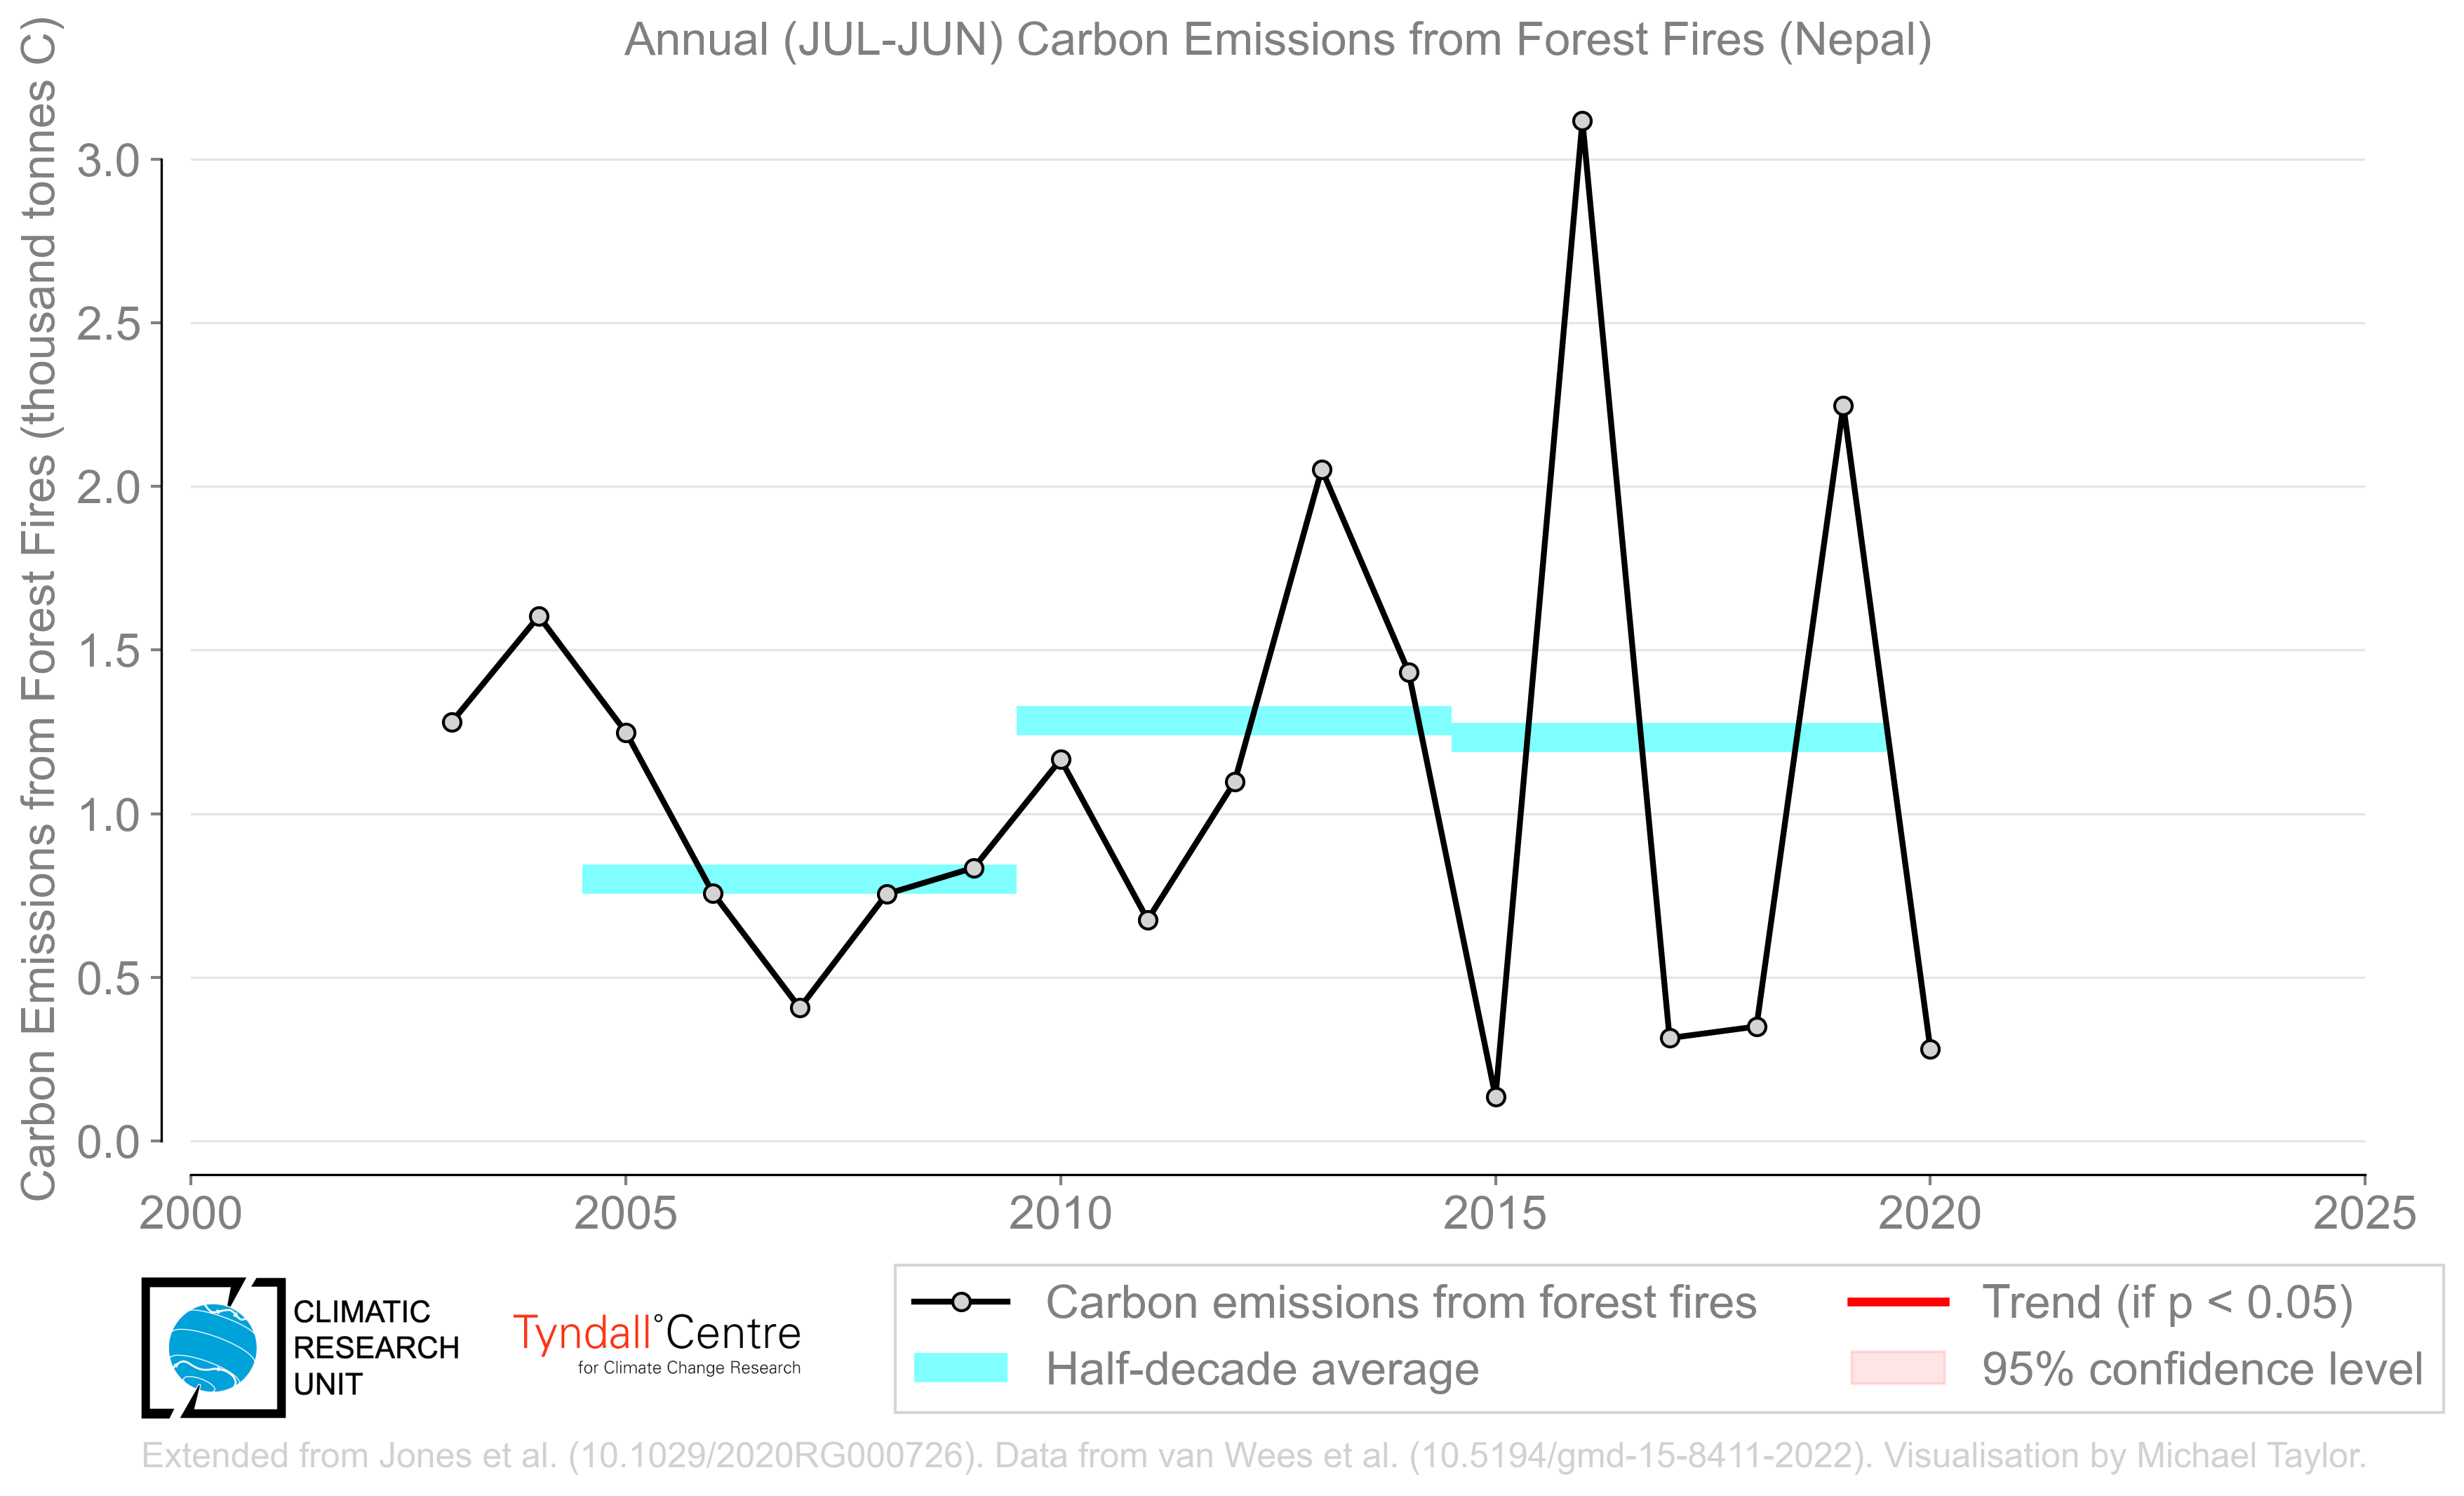 Annual (JUL-JUN) Carbon Emissions from Forest Fires (Nepal)
Carbon Emissions from Forest Fires (thousand tonnes C)
3.0
2.5
2.0
1.5
1.0
0.5
0.0
2000
2005
2010
2015
2020
2025
CLIMATIC
RESEARCH
UNIT
Tyndall°Centre
for Climate Change Research
Carbon emissions from forest fires
Half-decade average
Trend (if p < 0.05)
95% confidence level
Extended from Jones et al. (10.1029/2020RG000726). Data from van Wees et al. (10.5194/gmd-15-8411-2022). Visualisation by Michael Taylor.